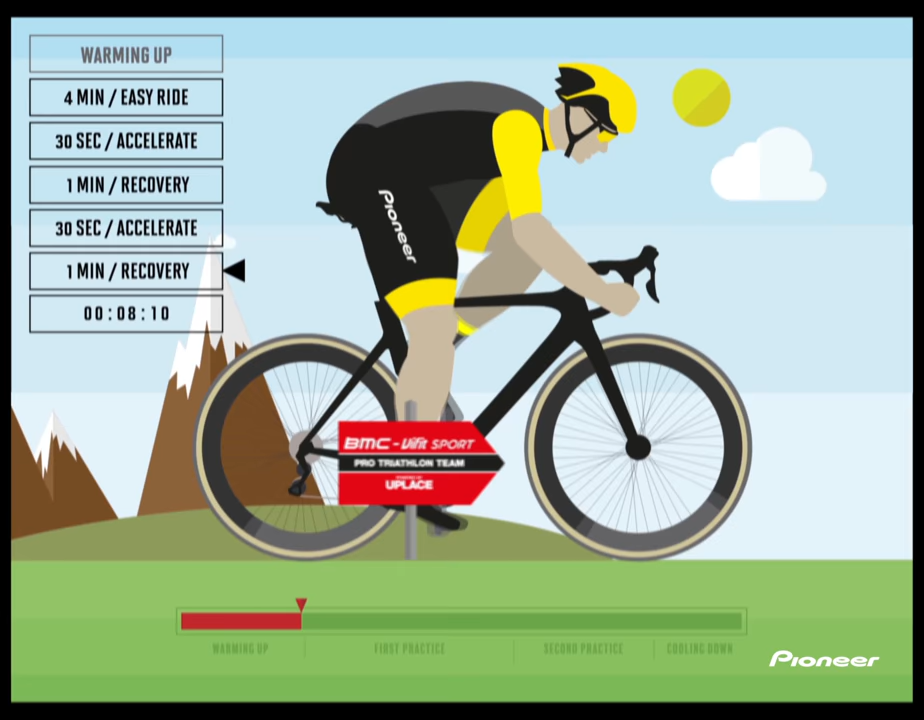 WARMING UP
4 MIN / EASY RIDE
30 SEC / ACCELERATE
1 MIN / RECOVERY
30 SEC / ACCELERATE
1 MIN / RECOVERY
00:08:10
Pioneer
BMC - Vifit SPORT
PRO TRIATHLON TEAM
POWERED BY
UPLACE
WARMING UP FIRST PRACTICE SECOND PRACTICE COOLING DOWN
Pioneer